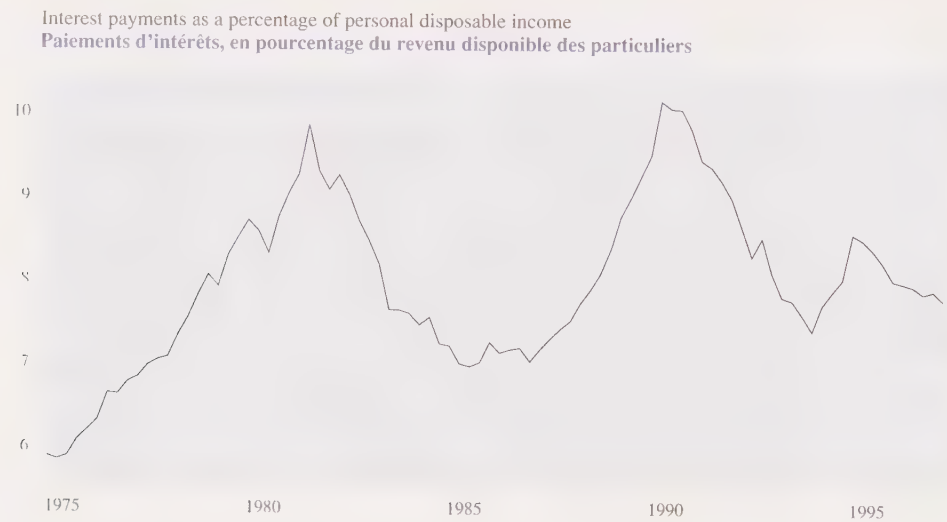 Interest payments as a percentage of personal disposable income
Paiements d'intérêts, en pourcentage du revenu disponible des particuliers
10
9
8
7
6
1975 1980 1985 1990 1995